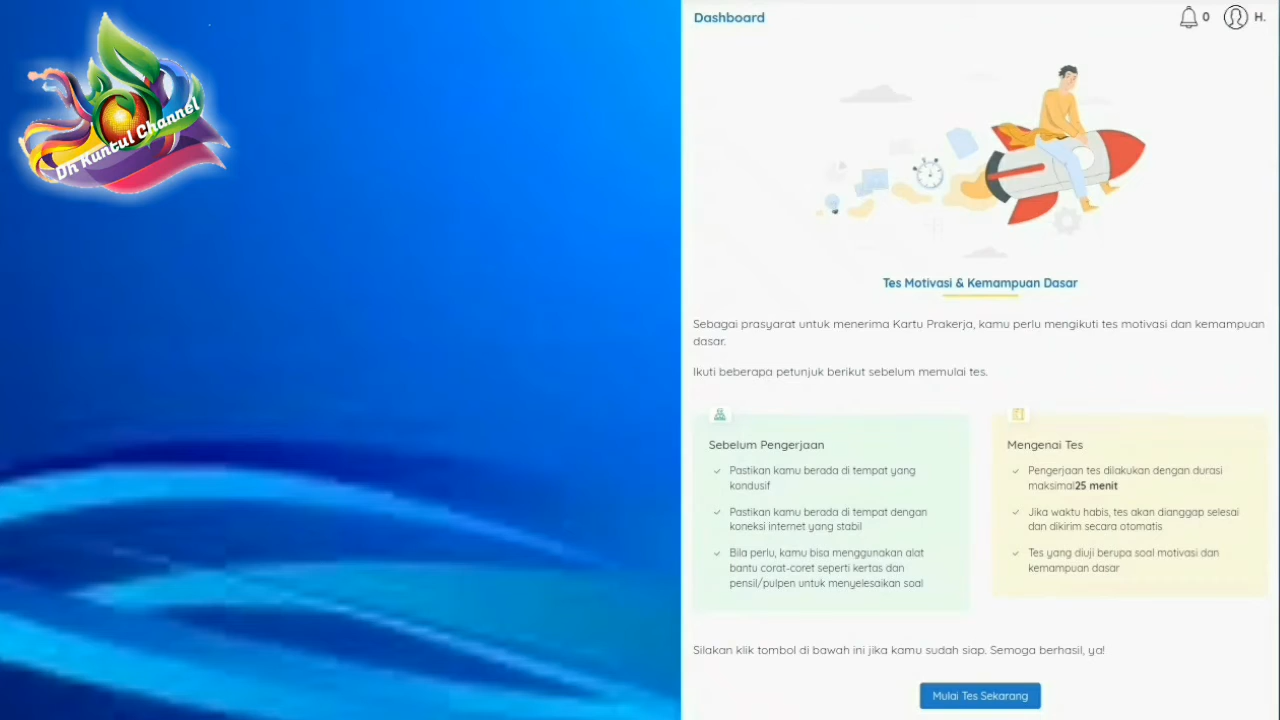 Dh Kuntul Channel
Dashboard
0
H.
Tes Motivasi & Kemampuan Dasar
Sebagai prasyarat untuk menerima Kartu Prakerja, kamu perlu mengikuti tes motivasi dan kemampuan
dasar.
Ikuti beberapa petunjuk berikut sebelum memulai tes.
Sebelum Pengerjaan
Pastikan kamu berada di tempat yang
kondusif
Pastikan kamu berada di tempat dengan
koneksi internet yang stabil
Bila perlu, kamu bisa menggunakan alat
bantu corat-coret seperti kertas dan
pensil/pulpen untuk menyelesaikan soal
Mengenai Tes
Pengerjaan tes dilakukan dengan durasi
maksimal25 menit
Jika waktu habis, tes akan dianggap selesai
dan dikirim secara otomatis
Tes yang diuji berupa soal motivasi dan
kemampuan dasar
Silakan klik tombol di bawah ini jika kamu sudah siap. Semoga berhasil, ya!
Mulai Tes Sekarang